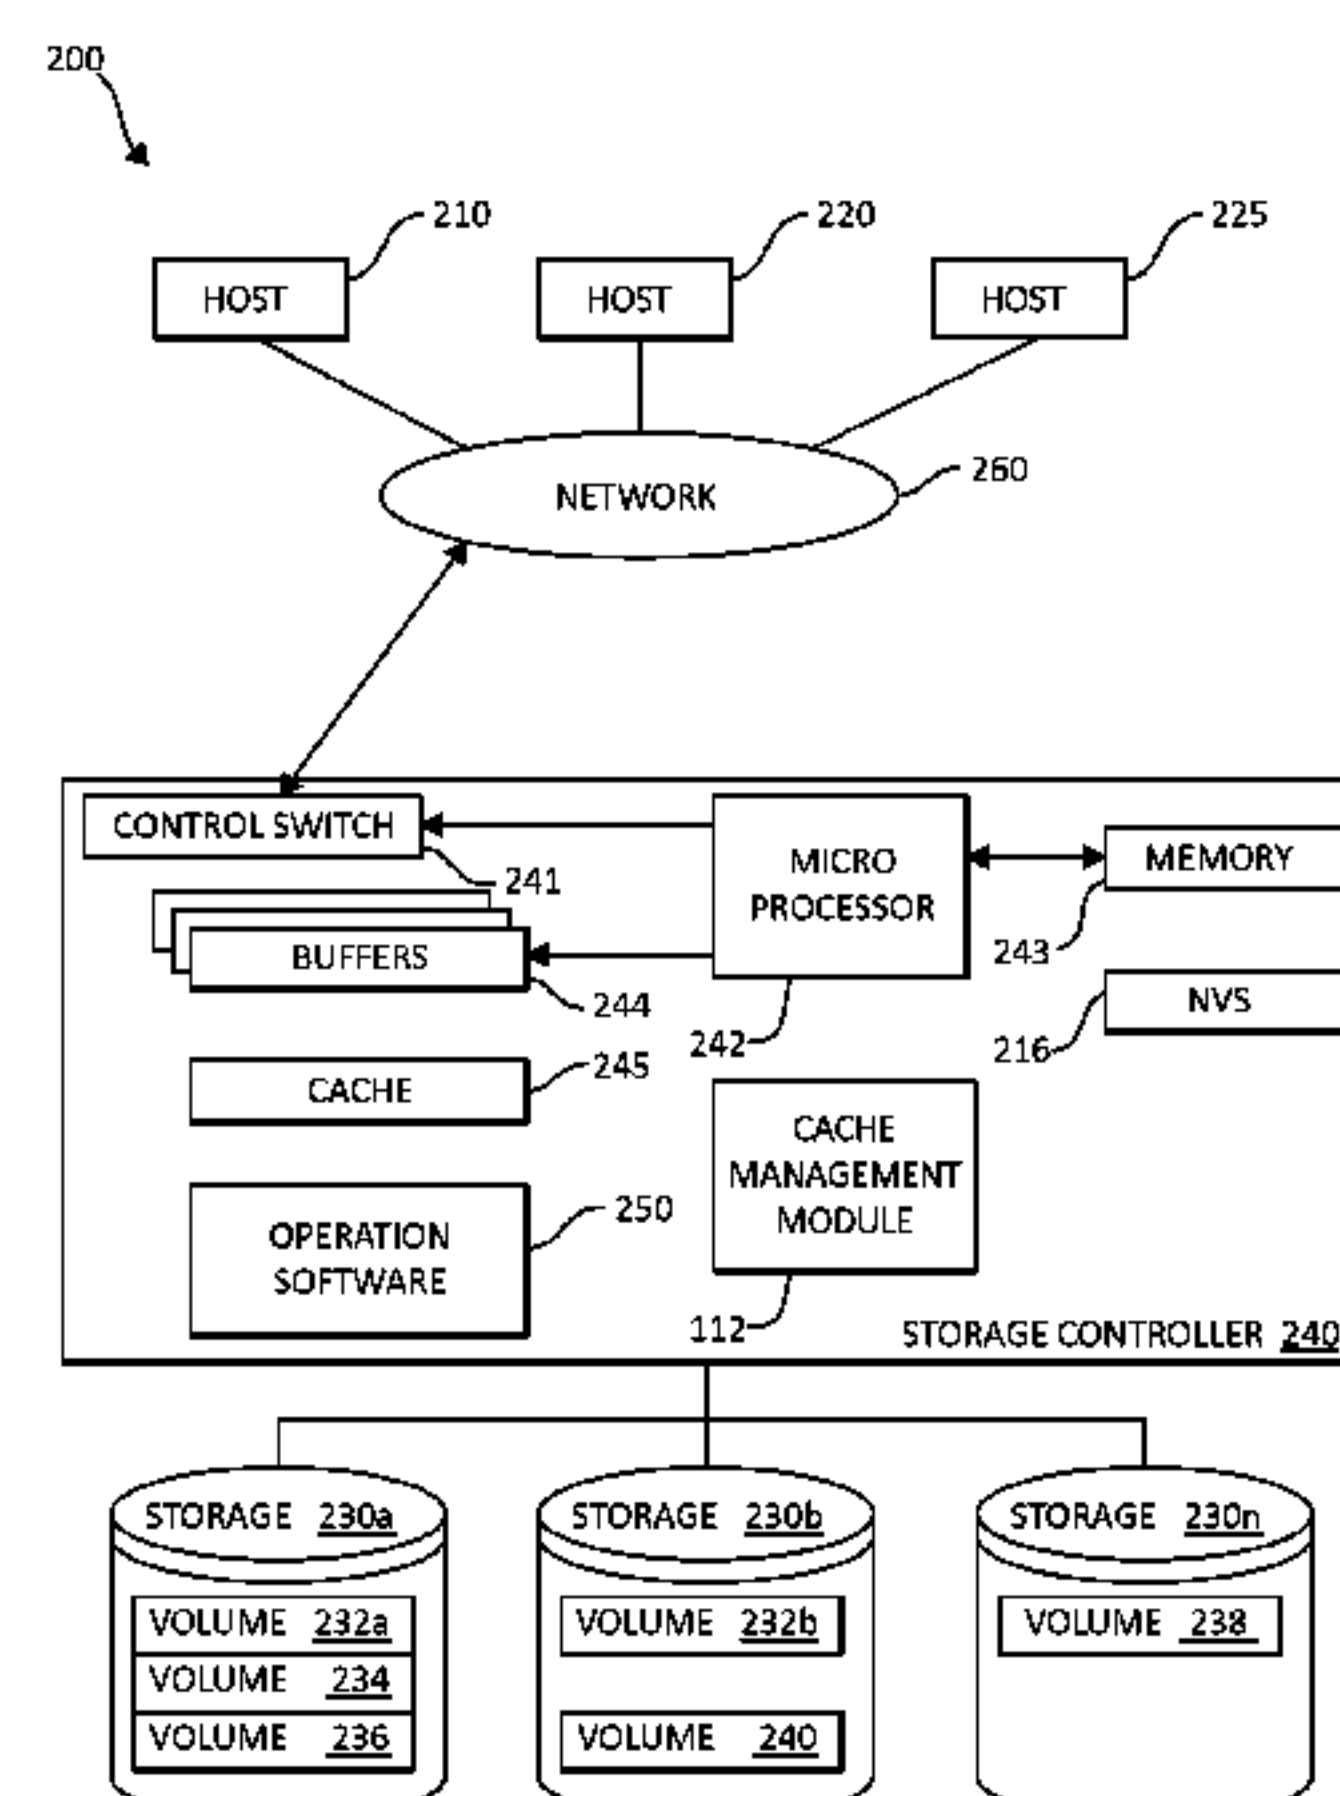 200
210
220
225
HOST
HOST
HOST
260
NETWORK
CONTROL SWITCH
241
MICRO
PROCESSOR
242
MEMORY
243
BUFFERS
244
NVS
216
CACHE
245
CACHE
MANAGEMENT
MODULE
112
OPERATION
SOFTWARE
250
STORAGE CONTROLLER 240
STORAGE 230a
VOLUME 232a
VOLUME 234
VOLUME 236
STORAGE 230b
VOLUME 232b
VOLUME 240
STORAGE 230n
VOLUME 238